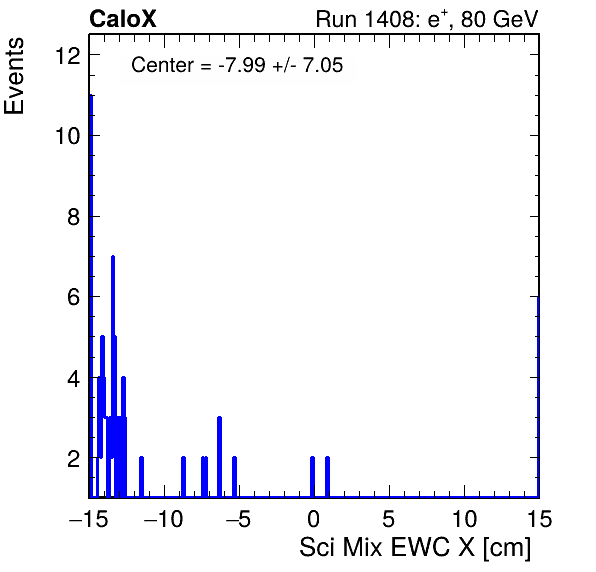 CaloX Run 1408: e⁺, 80 GeV
Center = -7.99 +/- 7.05
Events
12
10
8
6
4
2
−15 −10 −5 0 5 10 15
Sci Mix EWC X [cm]